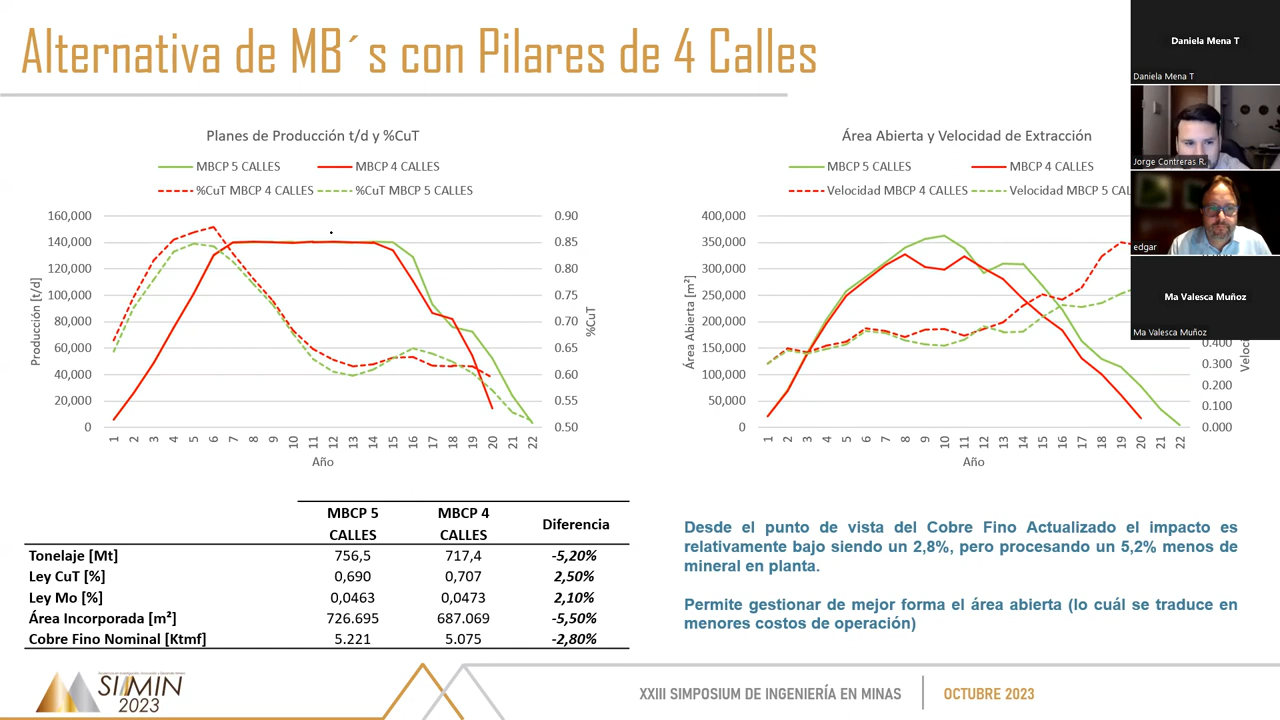 Alternativa de MB´s con Pilares de 4 Calles
Daniela Mena T
Daniela Mena T
Jorge Contreras R.
edgar
Ma Valesca Muñoz
Ma Valesca Muñoz
Planes de Producción t/d y %CuT
MBCP 5 CALLES
MBCP 4 CALLES
%CuT MBCP 4 CALLES
%CuT MBCP 5 CALLES
Producción [t/d]
160,000
140,000
120,000
100,000
80,000
60,000
40,000
20,000
0
0.90
0.85
0.80
0.75
0.70
0.65
0.60
0.55
0.50
%CuT
1 2 3 4 5 6 7 8 9 10 11 12 13 14 15 16 17 18 19 20 21 22
Año
Área Abierta y Velocidad de Extracción
MBCP 5 CALLES
MBCP 4 CALLES
Velocidad MBCP 4 CALLES
Velocidad MBCP 5 CAL
Área Abierta [m²]
400,000
350,000
300,000
250,000
200,000
150,000
100,000
50,000
0
0.400
0.300
0.200
0.100
0.000
Veloc
1 2 3 4 5 6 7 8 9 10 11 12 13 14 15 16 17 18 19 20 21 22
Año
MBCP 5 CALLES MBCP 4 CALLES Diferencia
Tonelaje [Mt] 756,5 717,4 -5,20%
Ley CuT [%] 0,690 0,707 2,50%
Ley Mo [%] 0,0463 0,0473 2,10%
Área Incorporada [m²] 726.695 687.069 -5,50%
Cobre Fino Nominal [Ktmf] 5.221 5.075 -2,80%
Desde el punto de vista del Cobre Fino Actualizado el impacto es
relativamente bajo siendo un 2,8%, pero procesando un 5,2% menos de
mineral en planta.
Permite gestionar de mejor forma el área abierta (lo cuál se traduce en
menores costos de operación)
SIMIN
2023
XXIII SIMPOSIUM DE INGENIERÍA EN MINAS
OCTUBRE 2023